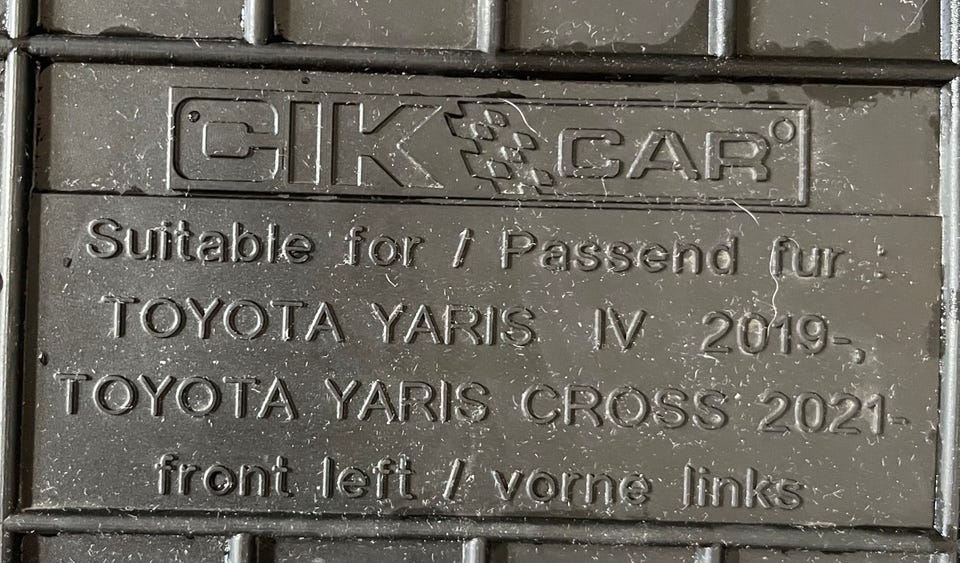 CIK CAR
Suitable for / Passend fur :
TOYOTA YARIS IV 2019-,
TOYOTA YARIS CROSS 2021-
front left / vorne links